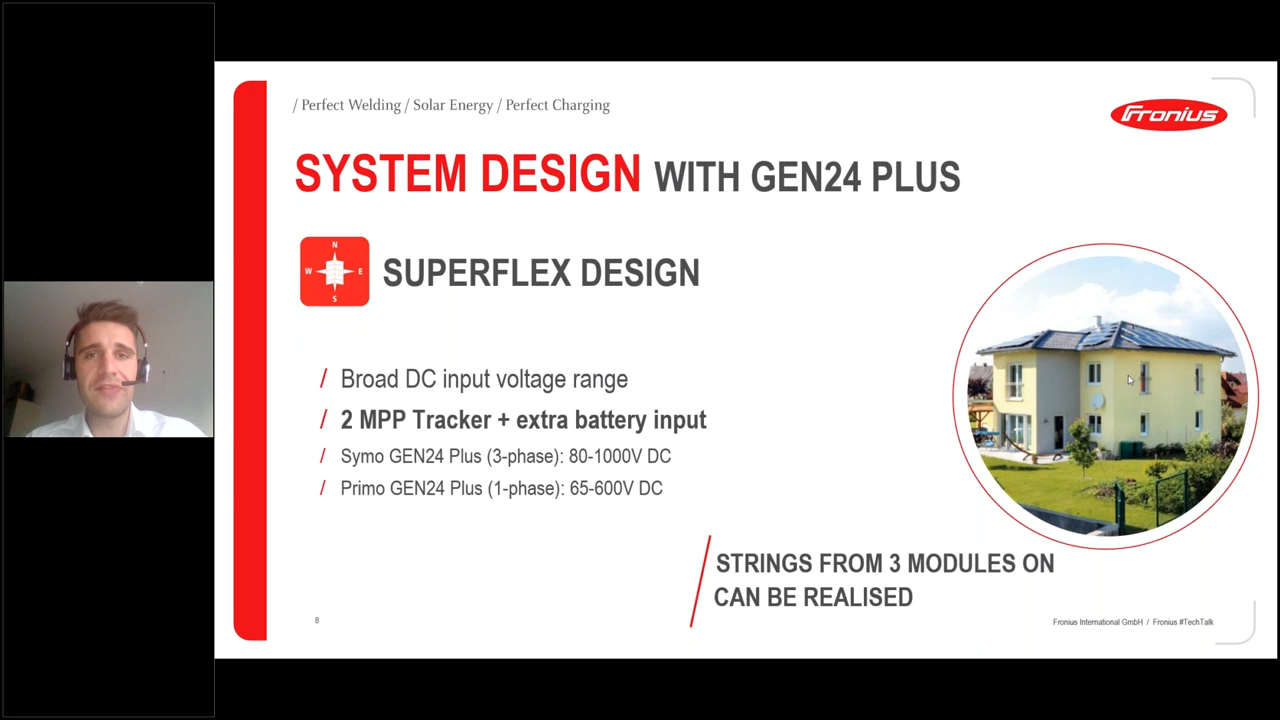 / Perfect Welding / Solar Energy / Perfect Charging
Fronius
SYSTEM DESIGN WITH GEN24 PLUS
N
W E
S
SUPERFLEX DESIGN
/ Broad DC input voltage range
/ 2 MPP Tracker + extra battery input
/ Symo GEN24 Plus (3-phase): 80-1000V DC
/ Primo GEN24 Plus (1-phase): 65-600V DC
STRINGS FROM 3 MODULES ON
CAN BE REALISED
8
Fronius International GmbH / Fronius #TechTalk